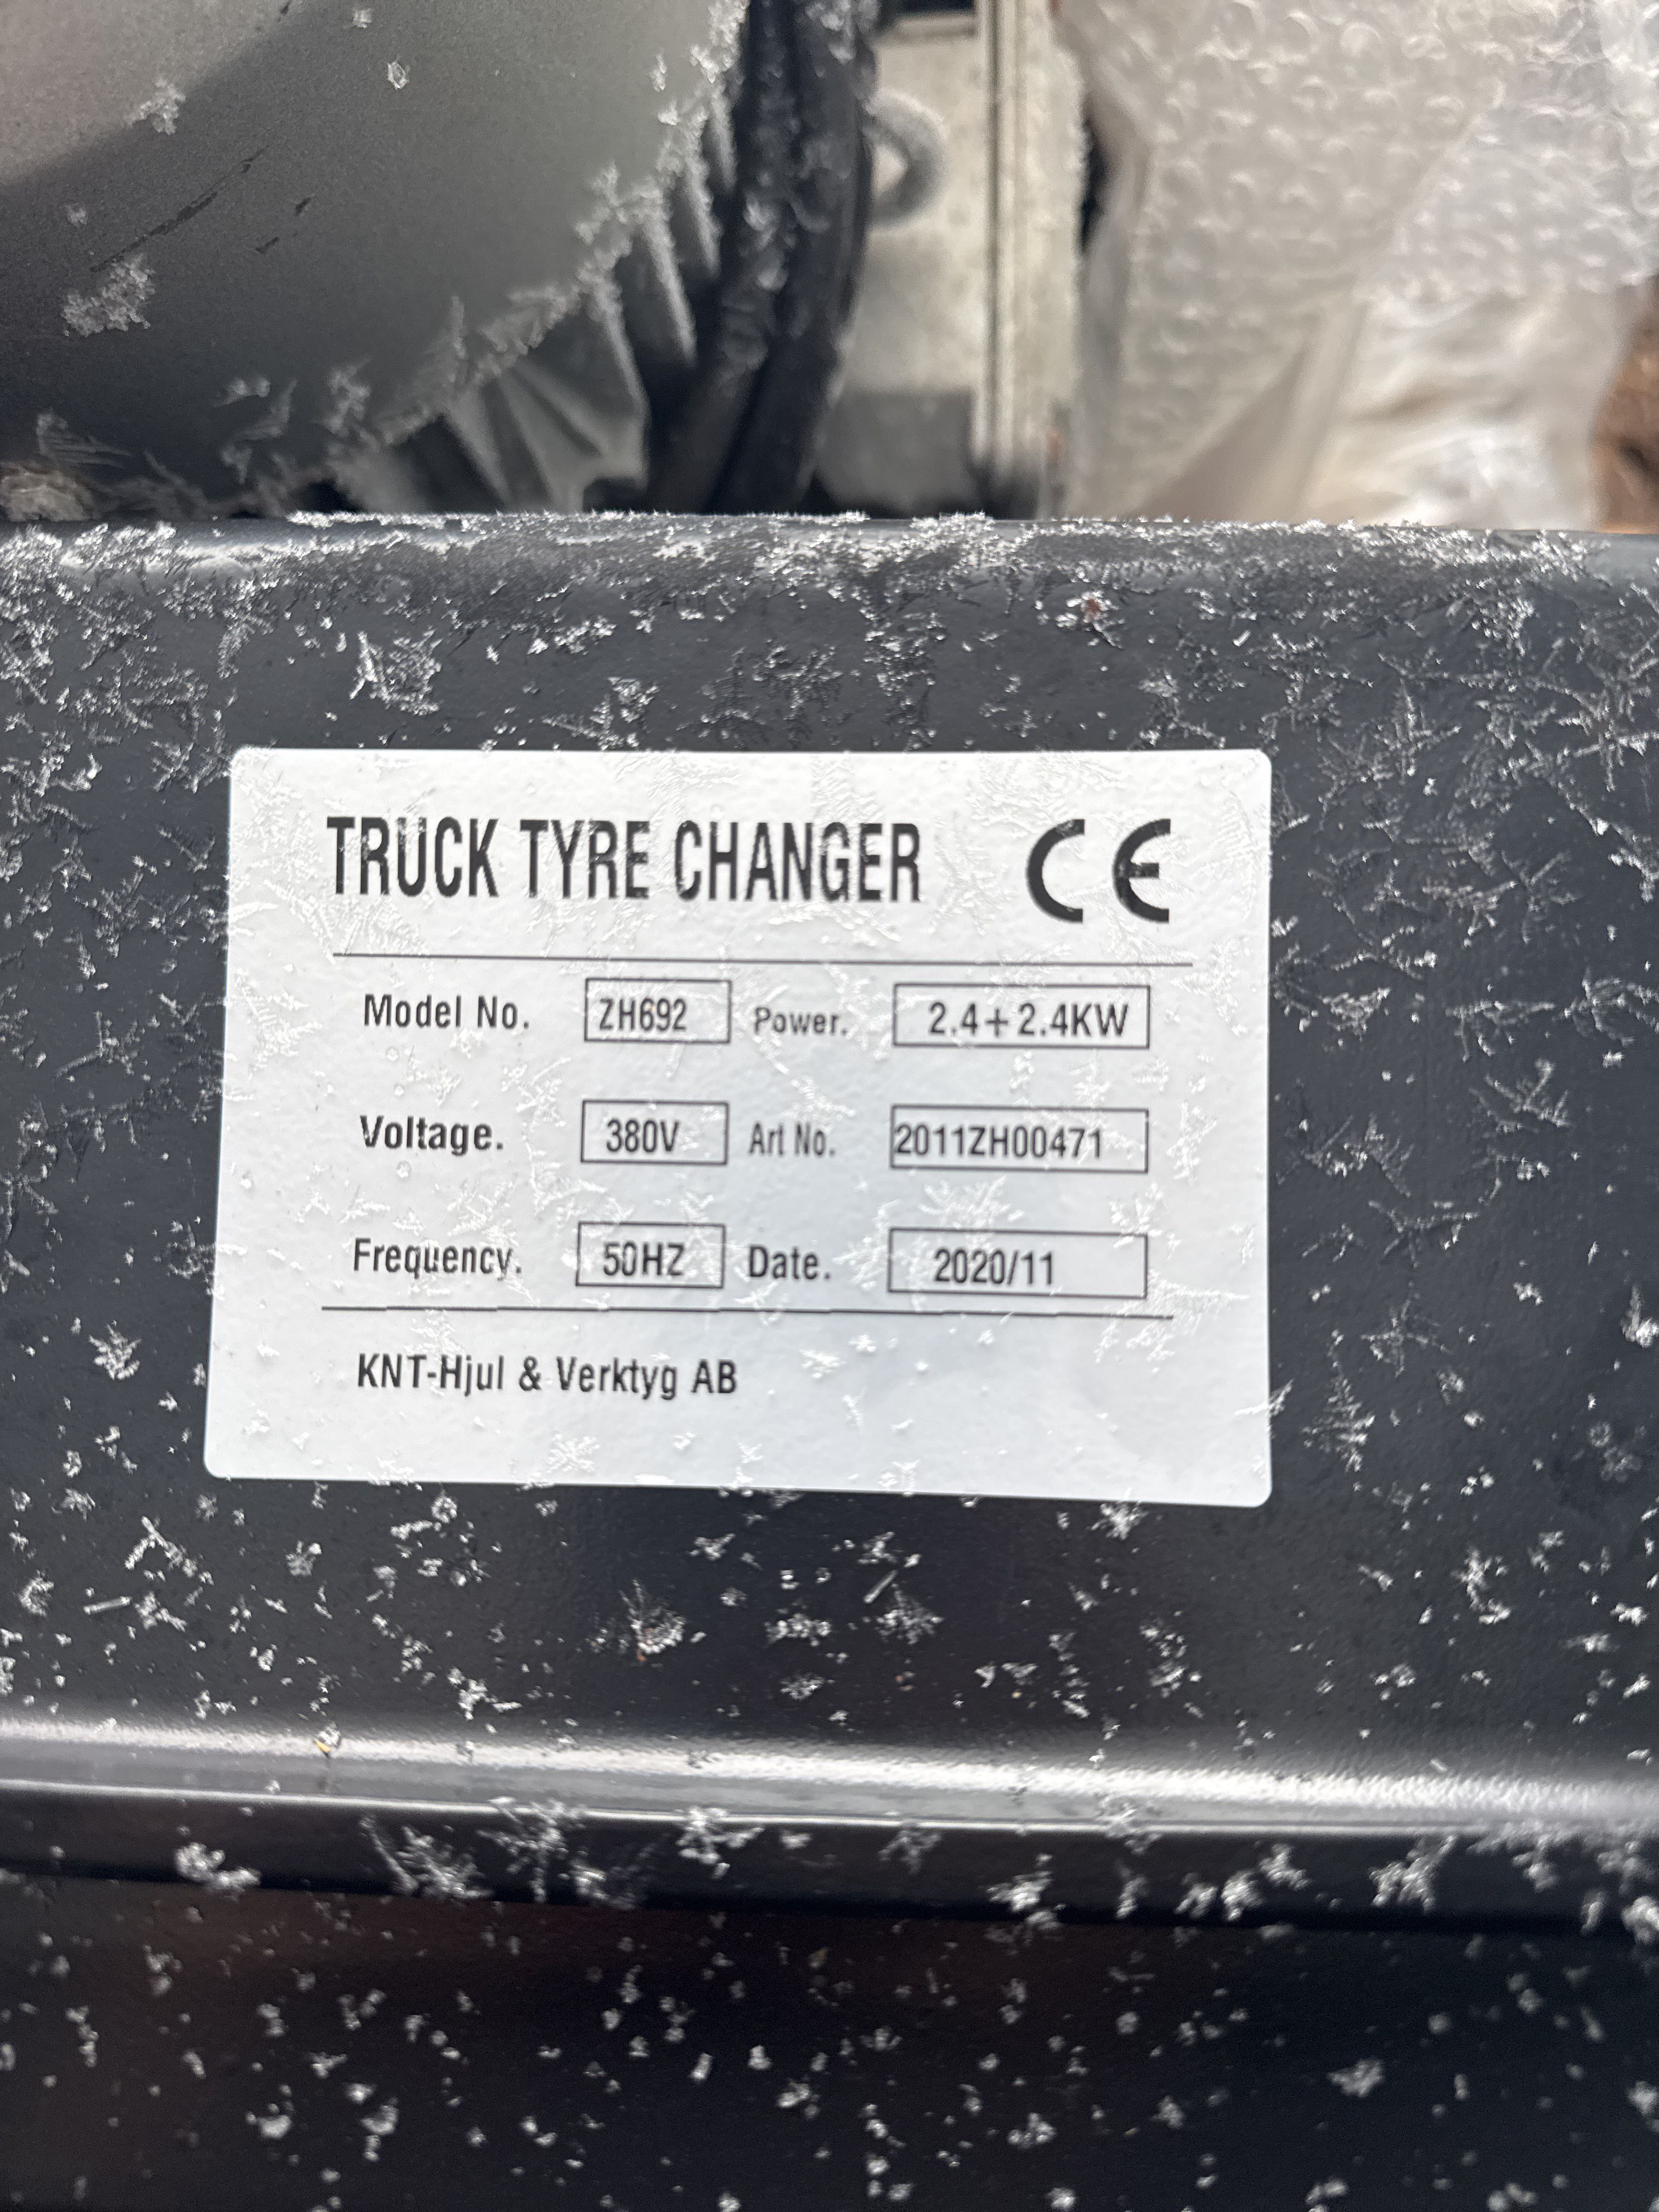 TRUCK TYRE CHANGER CE
Model No. ZH692 Power. 2.4+2.4KW
Voltage. 380V Art No. 2011ZH00471
Frequency. 50HZ Date. 2020/11
KNT-Hjul & Verktyg AB